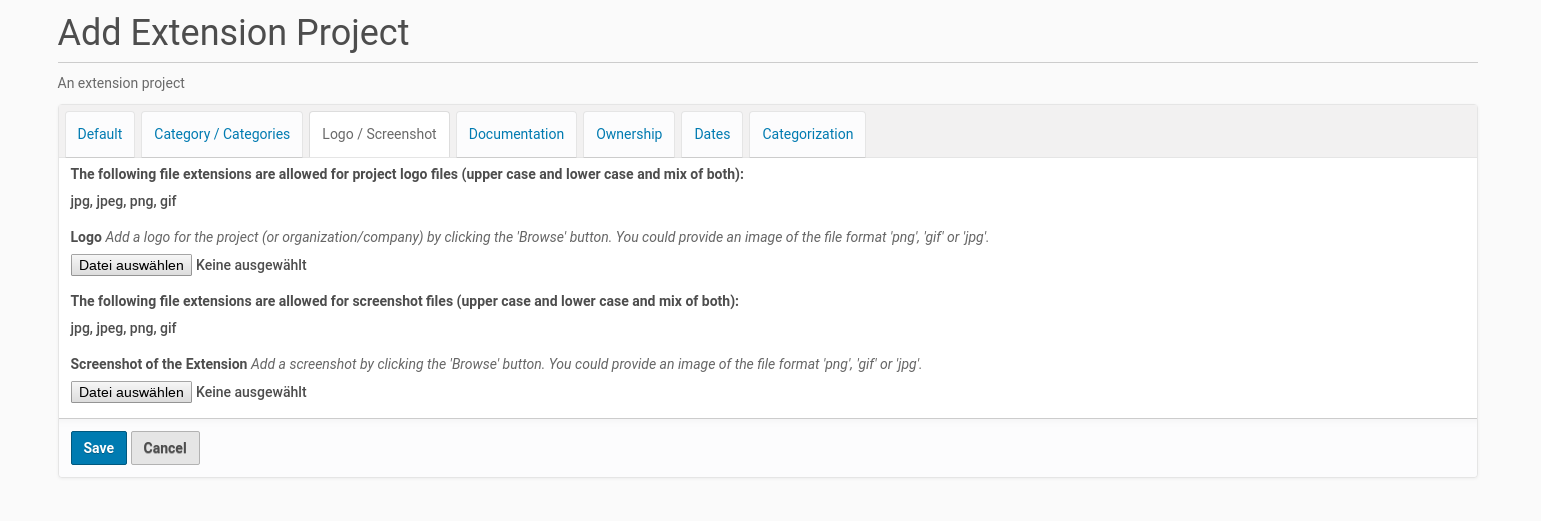 Add Extension Project
An extension project
Default Category / Categories Logo / Screenshot Documentation Ownership Dates Categorization
The following file extensions are allowed for project logo files (upper case and lower case and mix of both):
jpg, jpeg, png, gif
Logo Add a logo for the project (or organization/company) by clicking the 'Browse' button. You could provide an image of the file format 'png', 'gif' or 'jpg'.
Datei auswählen Keine ausgewählt
The following file extensions are allowed for screenshot files (upper case and lower case and mix of both):
jpg, jpeg, png, gif
Screenshot of the Extension Add a screenshot by clicking the 'Browse' button. You could provide an image of the file format 'png', 'gif' or 'jpg'.
Datei auswählen Keine ausgewählt
Save Cancel